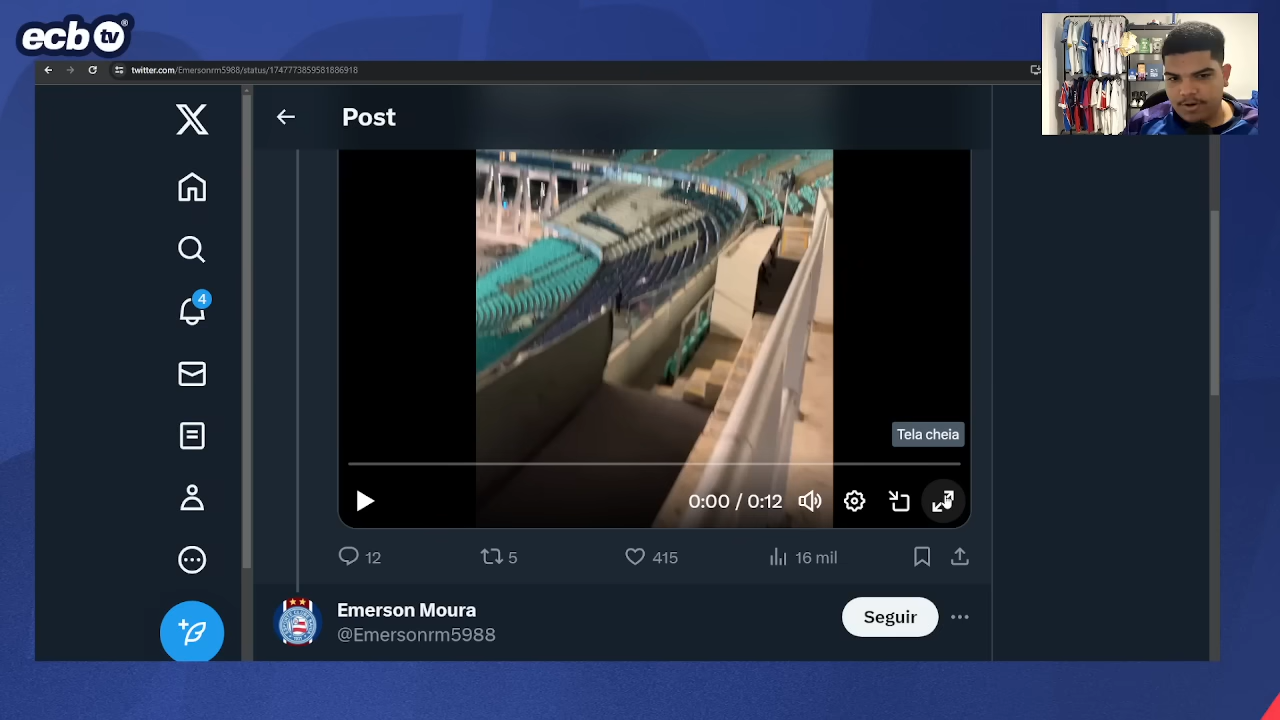 ecb tv
twitter.com/Emersonrm5988/status/1747773859581886918
Post
4
Tela cheia
0:00 / 0:12
12
5
415
16 mil
Emerson Moura
@Emersonrm5988
Seguir